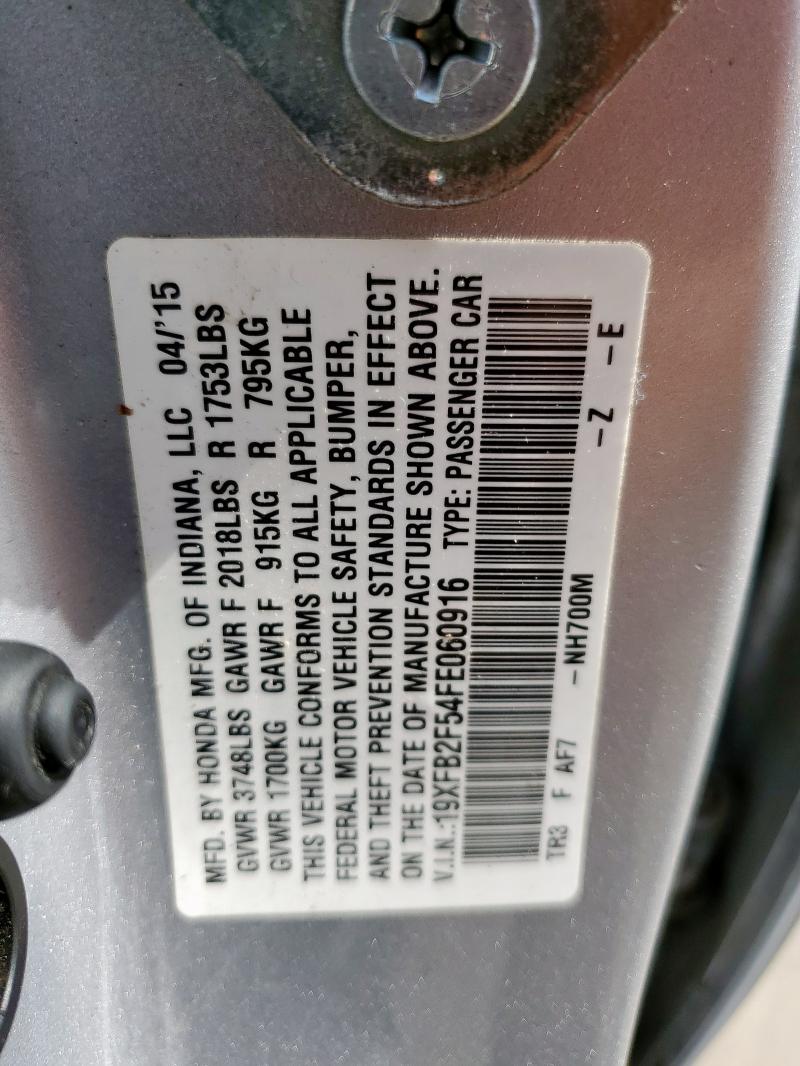 MFD. BY HONDA MFG. OF INDIANA, LLC 04/'15
GVWR 3748LBS GAWR F 2018LBS R 1753LBS
GVWR 1700KG GAWR F 915KG R 795KG
THIS VEHICLE CONFORMS TO ALL APPLICABLE
FEDERAL MOTOR VEHICLE SAFETY, BUMPER,
AND THEFT PREVENTION STANDARDS IN EFFECT
ON THE DATE OF MANUFACTURE SHOWN ABOVE.
V.I.N.:19XFB2F54FE060916 TYPE: PASSENGER CAR
TR3 F AF7 -NH700M -Z -E